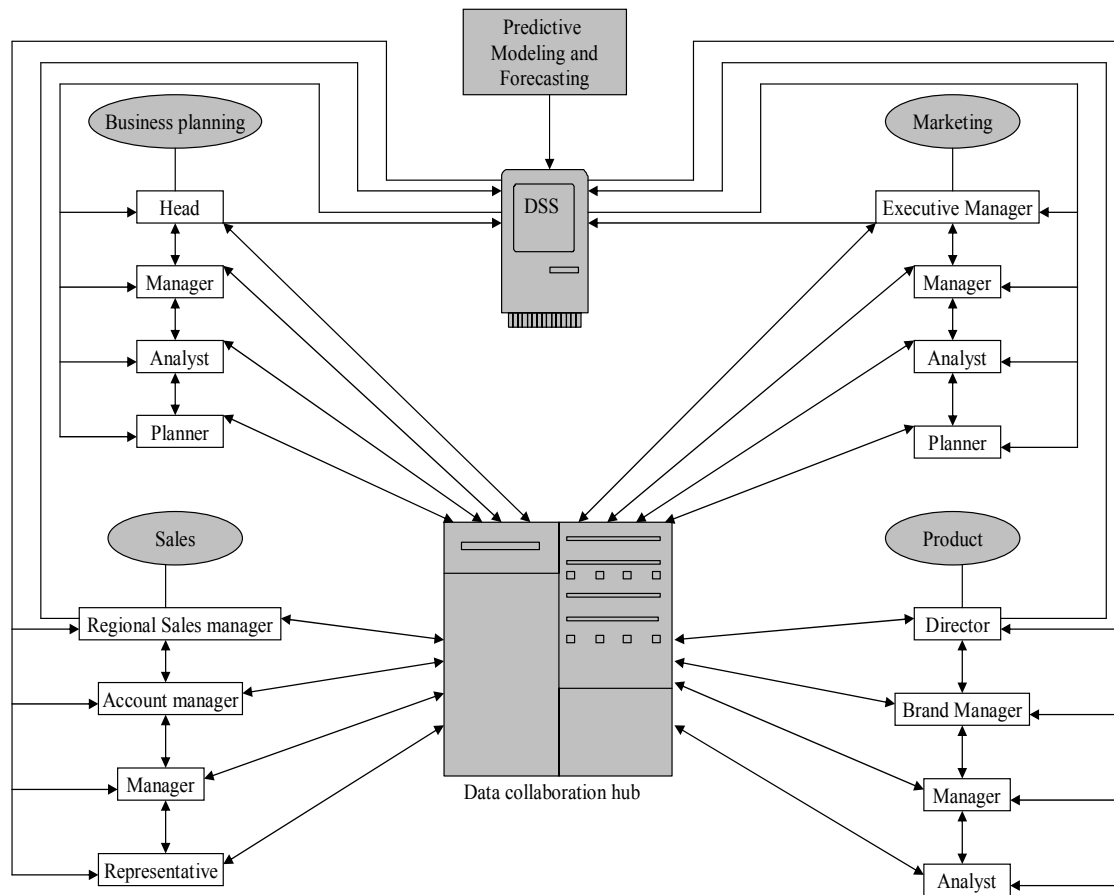 Predictive
Modeling and
Forecasting
Business planning
Marketing
DSS
Head
Executive Manager
Manager
Manager
Analyst
Analyst
Planner
Planner
Sales
Product
Regional Sales manager
Director
Account manager
Brand Manager
Manager
Manager
Data collaboration hub
Representative
Analyst